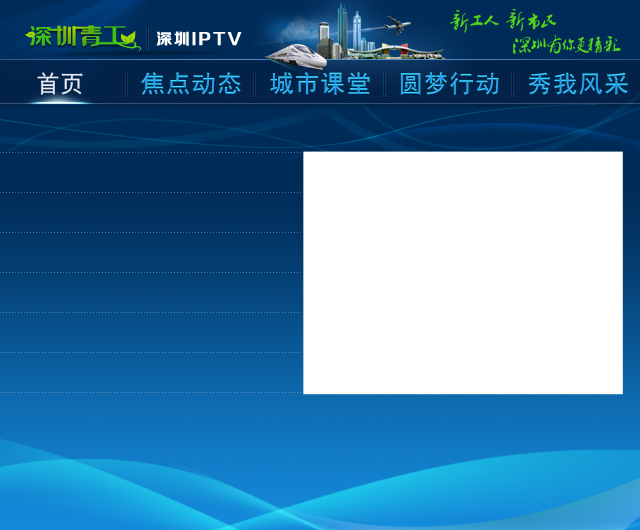 深圳青工
深圳IPTV
新工人 新市民
深圳有你更精彩
首页
焦点动态
城市课堂
圆梦行动
秀我风采